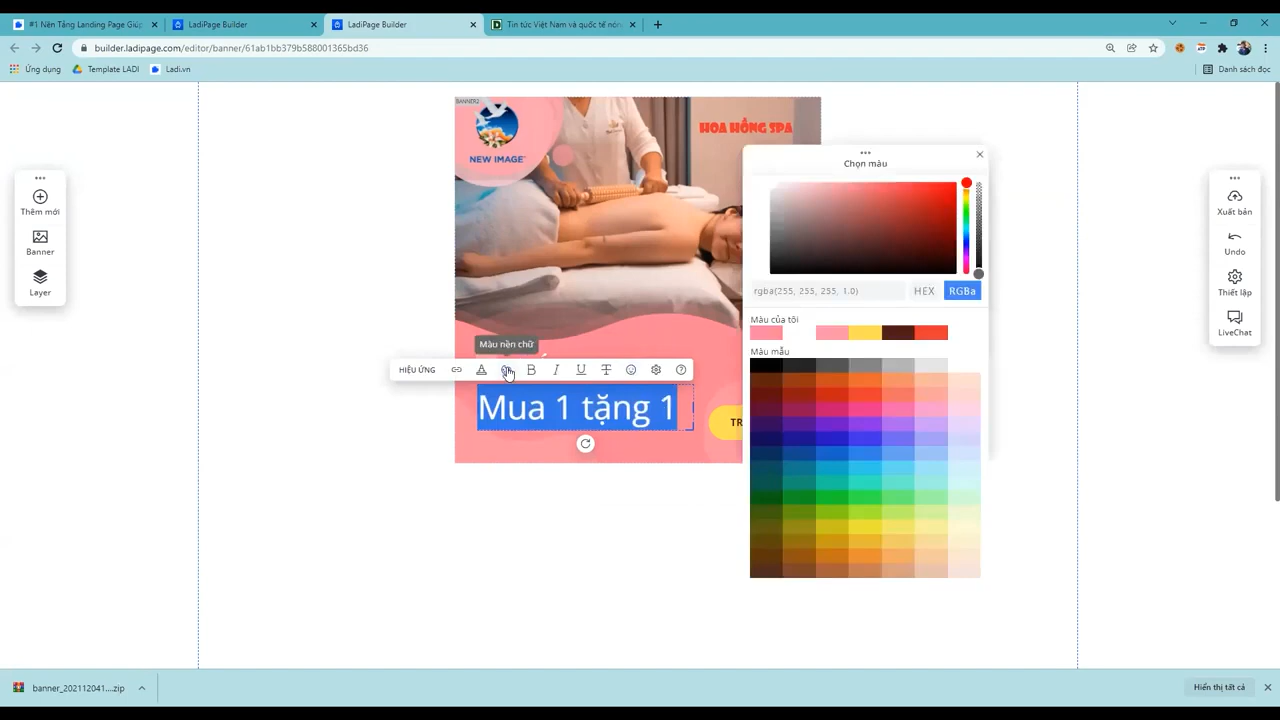 #1 Nền Tảng Landing Page Giúp
LadiPage Builder
LadiPage Builder
Tin tức Việt Nam và quốc tế nón
builder.ladipage.com/editor/banner/61ab1bb379b588001365bd36
Ứng dụng
Template LADI
Ladi.vn
Danh sách đọc
BANNER2
NEW IMAGE
HOA HỒNG SPA
Chọn màu
Thêm mới
Banner
Layer
Xuất bản
Undo
Thiết lập
LiveChat
rgba(255, 255, 255, 1.0)
HEX
RGBa
Màu của tôi
Màu mẫu
Màu nền chữ
HIỆU ỨNG
Mua 1 tặng 1
TR
banner_202112041....zip
Hiển thị tất cả